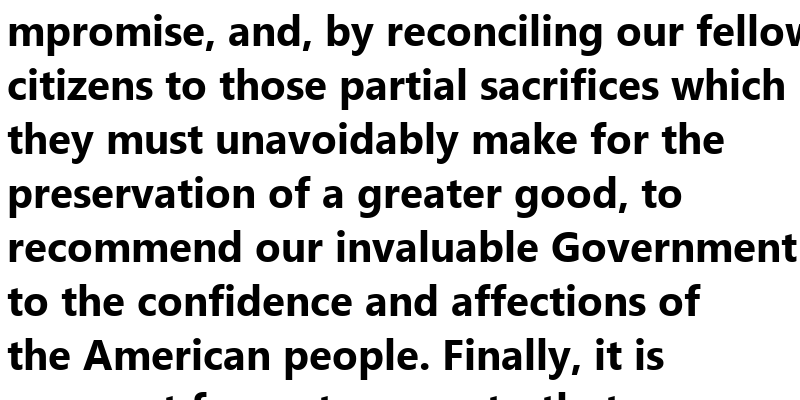 mpromise, and, by reconciling our fellow
citizens to those partial sacrifices which
they must unavoidably make for the
preservation of a greater good, to
recommend our invaluable Government
to the confidence and affections of
the American people. Finally, it is